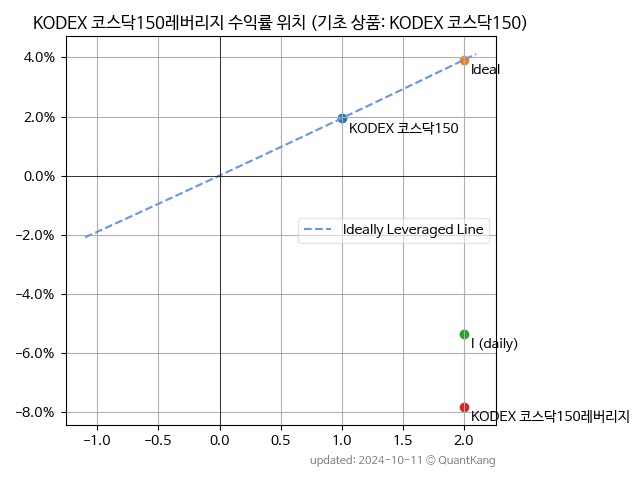 KODEX 코스닥150레버리지 수익률 위치 (기초 상품: KODEX 코스닥150)
4.0%
Ideal
2.0%
KODEX 코스닥150
0.0%
Ideally Leveraged Line
−2.0%
−4.0%
I (daily)
−6.0%
−8.0%
KODEX 코스닥150레버리지
−1.0 −0.5 0.0 0.5 1.0 1.5 2.0
updated: 2024-10-11 © QuantKang